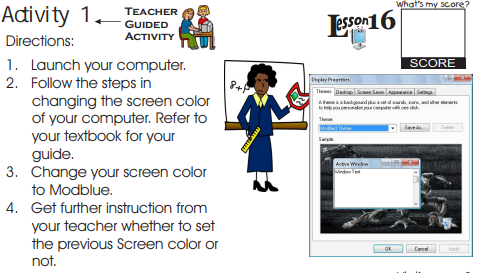 Activity 1
TEACHER
GUIDED
ACTIVITY
Lesson 16
What's my score?
SCORE
Directions:
1. Launch your computer.
2. Follow the steps in
changing the screen color
of your computer. Refer to
your textbook for your
guide.
3. Change your screen color
to Modblue.
4. Get further instruction from
your teacher whether to set
the previous Screen color or
not.
8+
Display Properties
Themes Desktop Screen Saver Appearance Settings
A theme is a background plus a set of sounds, icons, and other elements
to help you personalize your computer with one click.
Theme:
Modified Theme
Save As...
Delete
Sample:
Active Window
Window Text
OK Cancel Apply